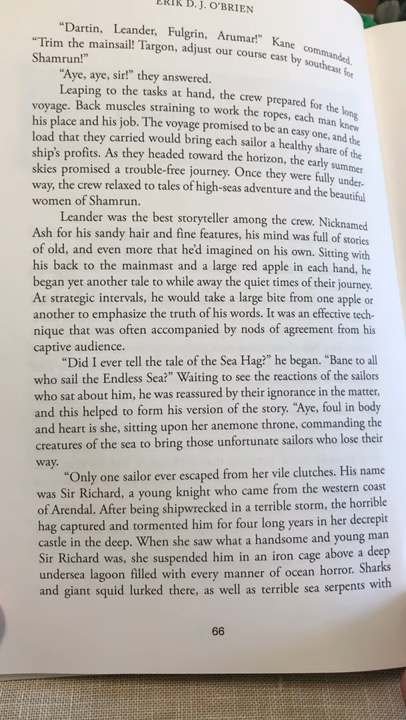 ERIK D. J. O'BRIEN
"Dartin, Leander, Fulgrin, Arumar!" Kane commanded.
"Trim the mainsail! Targon, adjust our course east by southeast for
Shamrun!"
"Aye, aye, sir!" they answered.
Leaping to the tasks at hand, the crew prepared for the long
voyage. Back muscles straining to work the ropes, each man knew
his place and his job. The voyage promised to be an easy one, and the
load that they carried would bring each sailor a healthy share of the
ship's profits. As they headed toward the horizon, the early summer
skies promised a trouble-free journey. Once they were fully under-
way, the crew relaxed to tales of high-seas adventure and the beautiful
women of Shamrun.
Leander was the best storyteller among the crew. Nicknamed
Ash for his sandy hair and fine features, his mind was full of stories
of old, and even more that he'd imagined on his own. Sitting with
his back to the mainmast and a large red apple in each hand, he
began yet another tale to while away the quiet times of their journey.
At strategic intervals, he would take a large bite from one apple or
another to emphasize the truth of his words. It was an effective tech-
nique that was often accompanied by nods of agreement from his
captive audience.
"Did I ever tell the tale of the Sea Hag?" he began. "Bane to all
who sail the Endless Sea?" Waiting to see the reactions of the sailors
who sat about him, he was reassured by their ignorance in the matter,
and this helped to form his version of the story. "Aye, foul in body
and heart is she, sitting upon her anemone throne, commanding the
creatures of the sea to bring those unfortunate sailors who lose their
way.
"Only one sailor ever escaped from her vile clutches. His name
was Sir Richard, a young knight who came from the western coast
of Arendal. After being shipwrecked in a terrible storm, the horrible
hag captured and tormented him for four long years in her decrepit
castle in the deep. When she saw what a handsome and young man
Sir Richard was, she suspended him in an iron cage above a deep
undersea lagoon filled with every manner of ocean horror. Sharks
and giant squid lurked there, as well as terrible sea serpents with
66